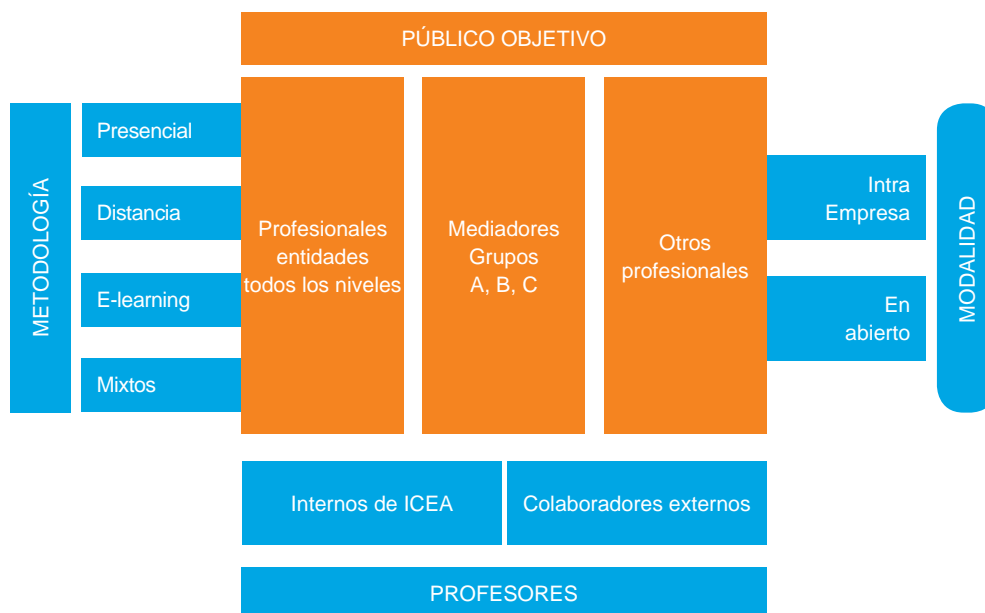 PÚBLICO OBJETIVO
METODOLOGÍA
Presencial
Distancia
E-learning
Mixtos
Profesionales
entidades
todos los niveles
Mediadores
Grupos
A, B, C
Otros
profesionales
Intra
Empresa
En
abierto
MODALIDAD
Internos de ICEA
Colaboradores externos
PROFESORES